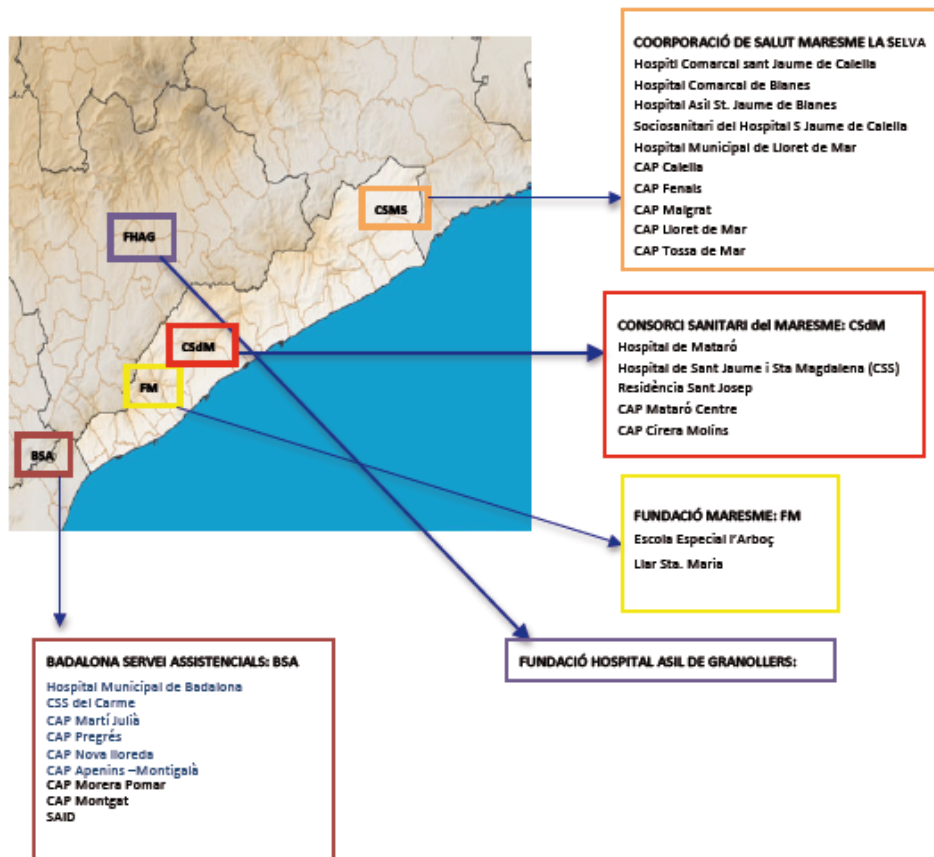 COORPORACIÓ DE SALUT MARESME LA SELVA
Hospitl Comarcal sant Jaume de Calella
Hospital Comarcal de Blanes
Hospital Asil St. Jaume de Blanes
Sociosanitari del Hospital S Jaume de Calella
Hospital Municipal de Lloret de Mar
CAP Calella
CAP Fenals
CAP Malgrat
CAP Lloret de Mar
CAP Tossa de Mar
CSMS
FHAG
CSdM
FM
BSA
CONSORCI SANITARI del MARESME: CSdM
Hospital de Mataró
Hospital de Sant Jaume i Sta Magdalena (CSS)
Residència Sant Josep
CAP Mataró Centre
CAP Cirera Molins
FUNDACIÓ MARESME: FM
Escola Especial l'Arboç
Llar Sta. Maria
BADALONA SERVEI ASSISTENCIALS: BSA
Hospital Municipal de Badalona
CSS del Carme
CAP Martí Julià
CAP Pregrés
CAP Nova lloreda
CAP Apenins –Montigalà
CAP Morera Pomar
CAP Montgat
SAID
FUNDACIÓ HOSPITAL ASIL DE GRANOLLERS: